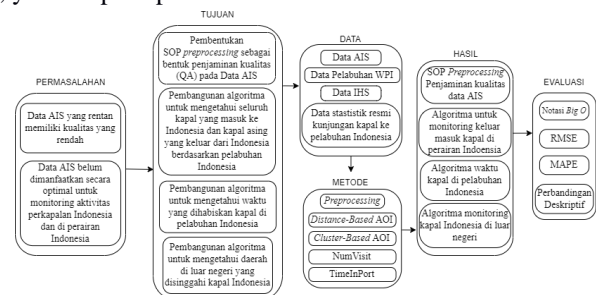 TUJUAN
Pembentukan
SOP preprocessing sebagai
bentuk penjaminan kualitas
(QA) pada Data AIS
Pembangunan algoritma
untuk mengetahui seluruh
kapal yang masuk ke
Indonesia dan kapal asing
yang keluar dari Indonesia
berdasarkan pelabuhan
Indonesia
Pembangunan algoritma
untuk mengetahui waktu
yang dihabiskan kapal di
pelabuhan Indonesia
Pembangunan algoritma
untuk mengetahui daerah
di luar negeri yang
disinggahi kapal Indonesia
PERMASALAHAN
Data AIS yang rentan
memiliki kualitas yang
rendah
Data AIS belum
dimanfaatkan secara
optimal untuk
monitoring aktivitas
perkapalan Indonesia
dan di perairan
Indonesia
DATA
Data AIS
Data Pelabuhan WPI
Data IHS
Data stastistik resmi
kunjungan kapal ke
pelabuhan Indonesia
METODE
Preprocessing
Distance-Based AOI
Cluster-Based AOI
NumVisit
TimeInPort
HASIL
SOP Preprocessing
Penjaminan kualitas
data AIS
Algoritma untuk
monitoring keluar
masuk kapal di
perairan Indoensia
Algoritma waktu
kapal di pelabuhan
Indonesia
Algoritma monitoring
kapal Indonesia di luar
negeri
EVALUASI
Notasi Big O
RMSE
MAPE
Perbandingan
Deskriptif